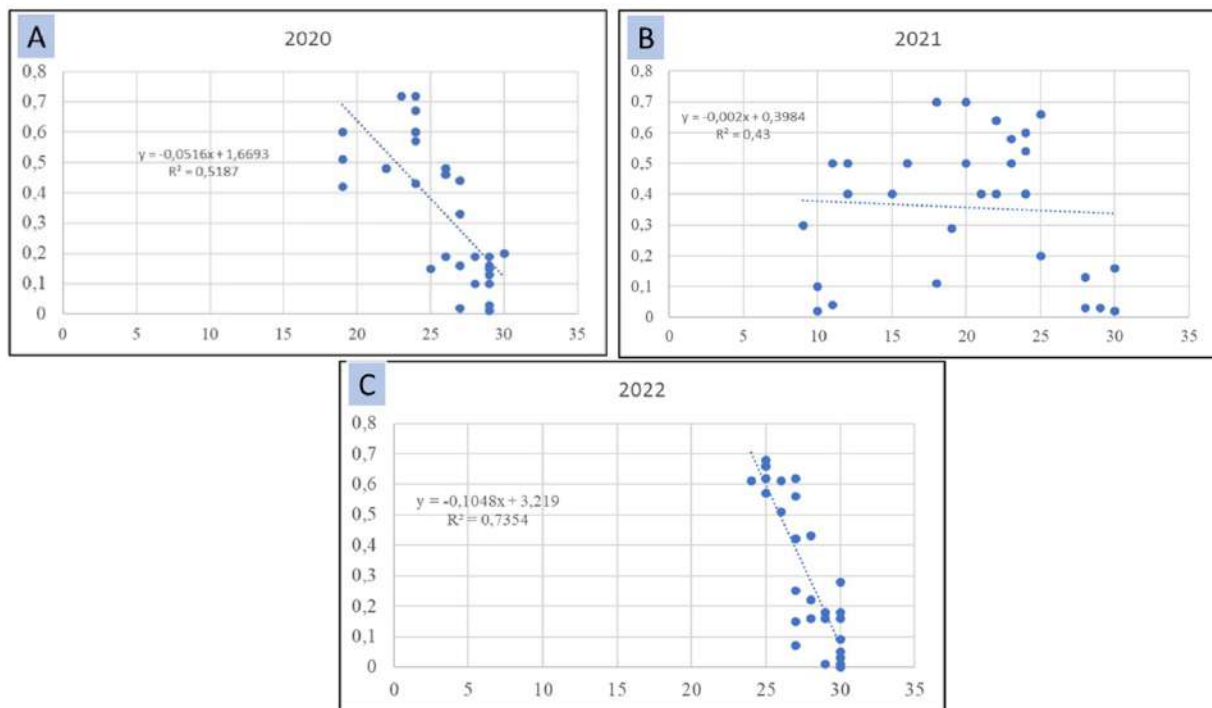 A
2020
0,8
0,7
0,6
0,5
0,4
0,3
0,2
0,1
0
y = -0,0516x + 1,6693
R² = 0,5187
0 5 10 15 20 25 30 35
B
2021
0,8
0,7
0,6
0,5
0,4
0,3
0,2
0,1
0
y = -0,002x + 0,3984
R² = 0,43
0 5 10 15 20 25 30 35
C
2022
0,8
0,7
0,6
0,5
0,4
0,3
0,2
0,1
0
y = -0,1048x + 3,219
R² = 0,7354
0 5 10 15 20 25 30 35